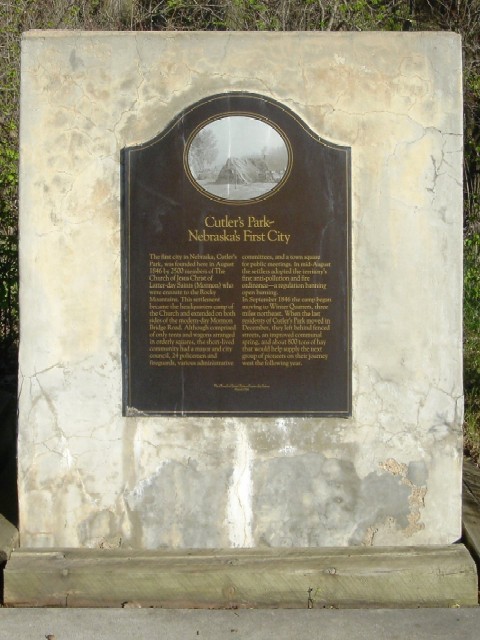 Cutler's Park-
Nebraska's First City
The first city in Nebraska, Cutler's
Park, was founded here in August
1846 by 2500 members of The
Church of Jesus Christ of
Latter-day Saints (Mormon) who
were enroute to the Rocky
Mountains. This settlement
became the headquarters camp of
the Church and extended on both
sides of the modern-day Mormon
Bridge Road. Although composed
of only tents and wagons arranged
in orderly squares, the short-lived
community had a mayor and city
council, 24 policemen and
fireguards, various administrative
committees, and a town square
for public meetings. In mid-August
the settlers adopted the territory's
first anti-pollution and fire
ordinance—a regulation banning
open burning.
In September 1846 the camp began
moving to Winter Quarters, three
miles northeast. When the last
residents of Cutler's Park moved in
December, they left behind fenced
streets, an improved communal
spring, and about 800 tons of hay
that would help supply the next
group of pioneers on their journey
west the following year.